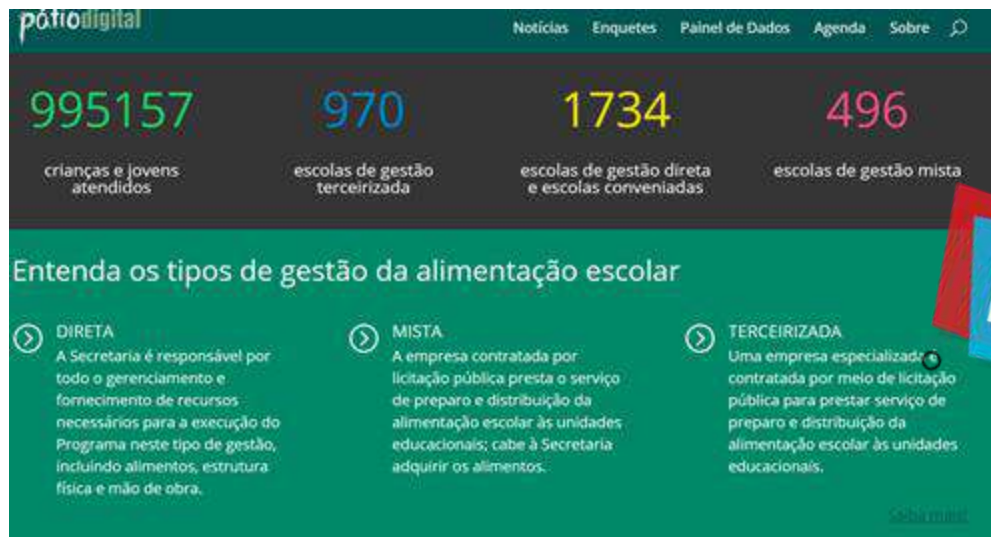 pátiodigital
Notícias Enquetes Painel de Dados Agenda Sobre
995157
crianças e jovens
atendidos
970
escolas de gestão
terceirizada
1734
escolas de gestão direta
e escolas conveniadas
496
escolas de gestão mista
Entenda os tipos de gestão da alimentação escolar
DIRETA
A Secretaria é responsável por
todo o gerenciamento e
fornecimento de recursos
necessários para a execução do
Programa neste tipo de gestão,
incluindo alimentos, estrutura
física e mão de obra.
MISTA
A empresa contratada por
licitação pública presta o serviço
de preparo e distribuição da
alimentação escolar às unidades
educacionais; cabe à Secretaria
adquirir os alimentos.
TERCEIRIZADA
Uma empresa especializada
contratada por meio de licitação
pública para prestar serviço de
preparo e distribuição da
alimentação escolar às unidades
educacionais.